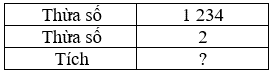 Thừa số 1 234
Thừa số 2
Tích ?